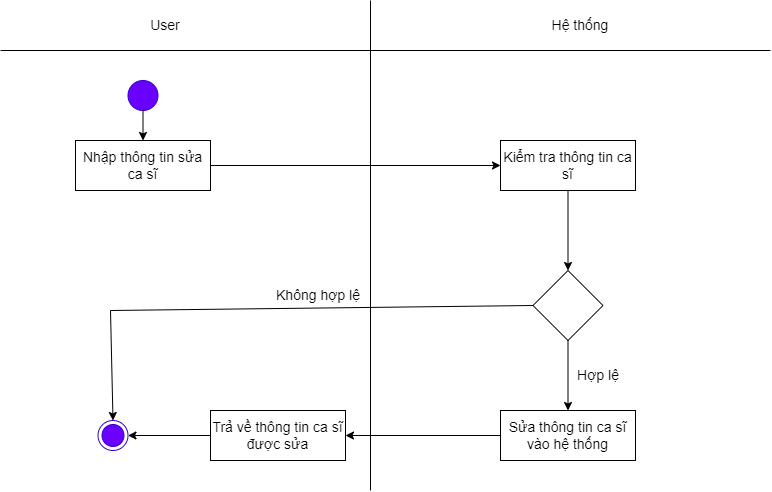 User
Hệ thống
Nhập thông tin sửa
ca sĩ
Kiểm tra thông tin ca
sĩ
Không hợp lệ
Hợp lệ
Trả về thông tin ca sĩ
được sửa
Sửa thông tin ca sĩ
vào hệ thống